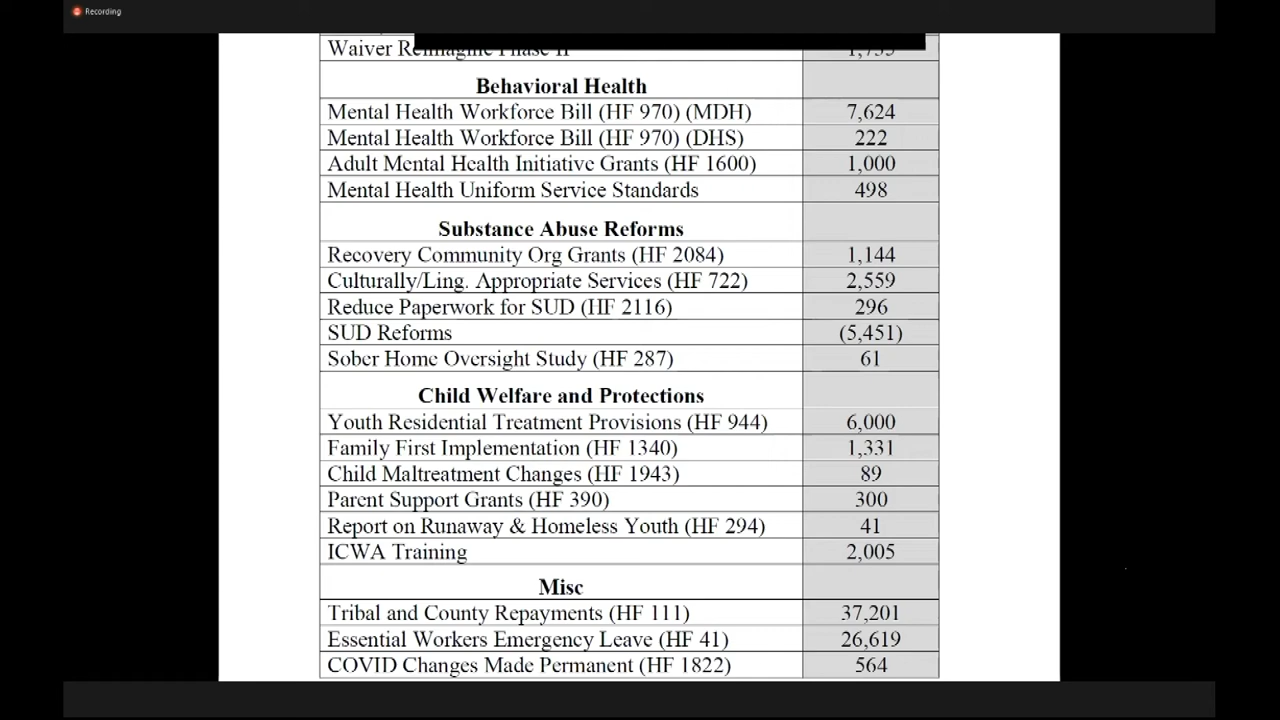 Recording
Waiver Reimagine Phase II 1,735
Behavioral Health
Mental Health Workforce Bill (HF 970) (MDH) 7,624
Mental Health Workforce Bill (HF 970) (DHS) 222
Adult Mental Health Initiative Grants (HF 1600) 1,000
Mental Health Uniform Service Standards 498
Substance Abuse Reforms
Recovery Community Org Grants (HF 2084) 1,144
Culturally/Ling. Appropriate Services (HF 722) 2,559
Reduce Paperwork for SUD (HF 2116) 296
SUD Reforms (5,451)
Sober Home Oversight Study (HF 287) 61
Child Welfare and Protections
Youth Residential Treatment Provisions (HF 944) 6,000
Family First Implementation (HF 1340) 1,331
Child Maltreatment Changes (HF 1943) 89
Parent Support Grants (HF 390) 300
Report on Runaway & Homeless Youth (HF 294) 41
ICWA Training 2,005
Misc
Tribal and County Repayments (HF 111) 37,201
Essential Workers Emergency Leave (HF 41) 26,619
COVID Changes Made Permanent (HF 1822) 564